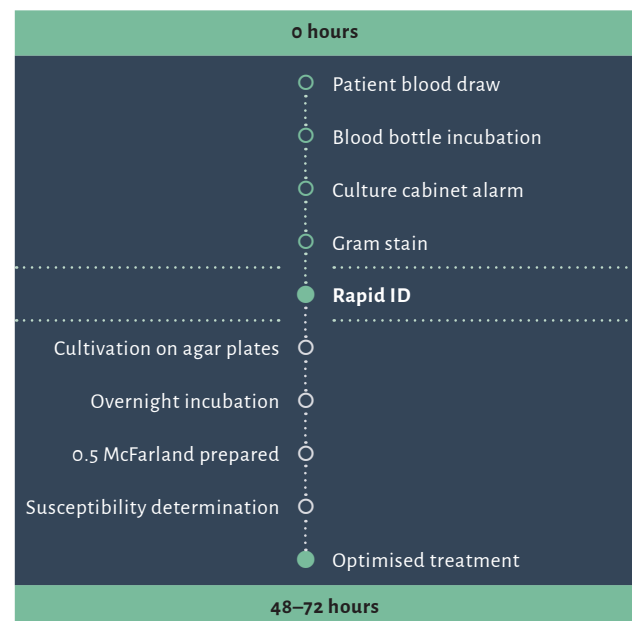 0 hours
Patient blood draw
Blood bottle incubation
Culture cabinet alarm
Gram stain
Rapid ID
Cultivation on agar plates
Overnight incubation
0.5 McFarland prepared
Susceptibility determination
Optimised treatment
48–72 hours